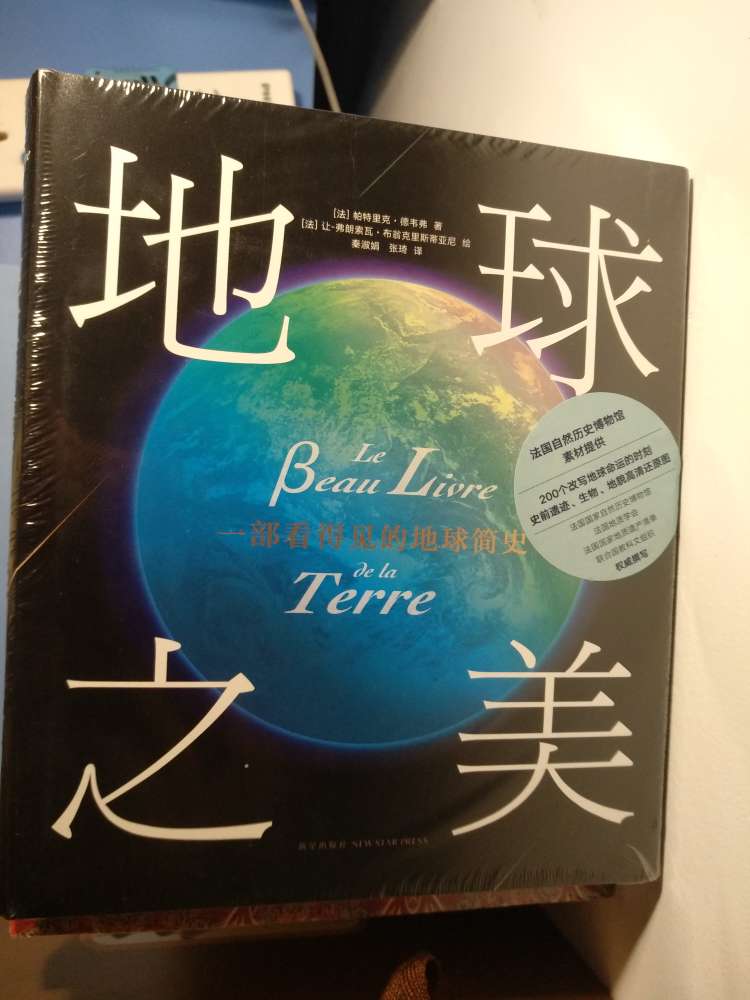 地球
[法] 帕特里克·德韦弗 著
[法] 让-弗朗索瓦·布翁克里斯蒂亚尼 绘
秦淑娟 张琦 译
法国自然历史博物馆
素材提供
200个改写地球命运的时刻
史前遗迹、生物、地貌高清还原图
法国国家自然历史博物馆
法国地质学会
法国国家地质遗产清单
联合国教科文组织
权威撰写
Le
Beau Livre
一部看得见的地球简史
de la
Terre
之美
新星出版社 NEW STAR PRESS